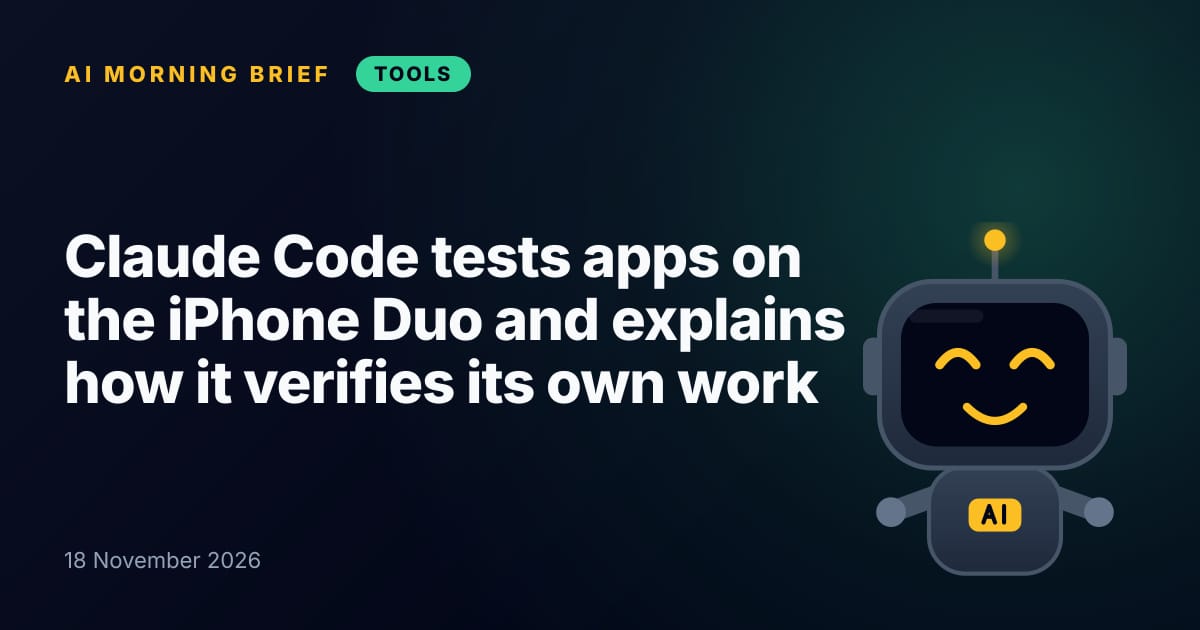 AI MORNING BRIEF TOOLS
Claude Code tests apps on
the iPhone Duo and explains
how it verifies its own work
AI
18 November 2026